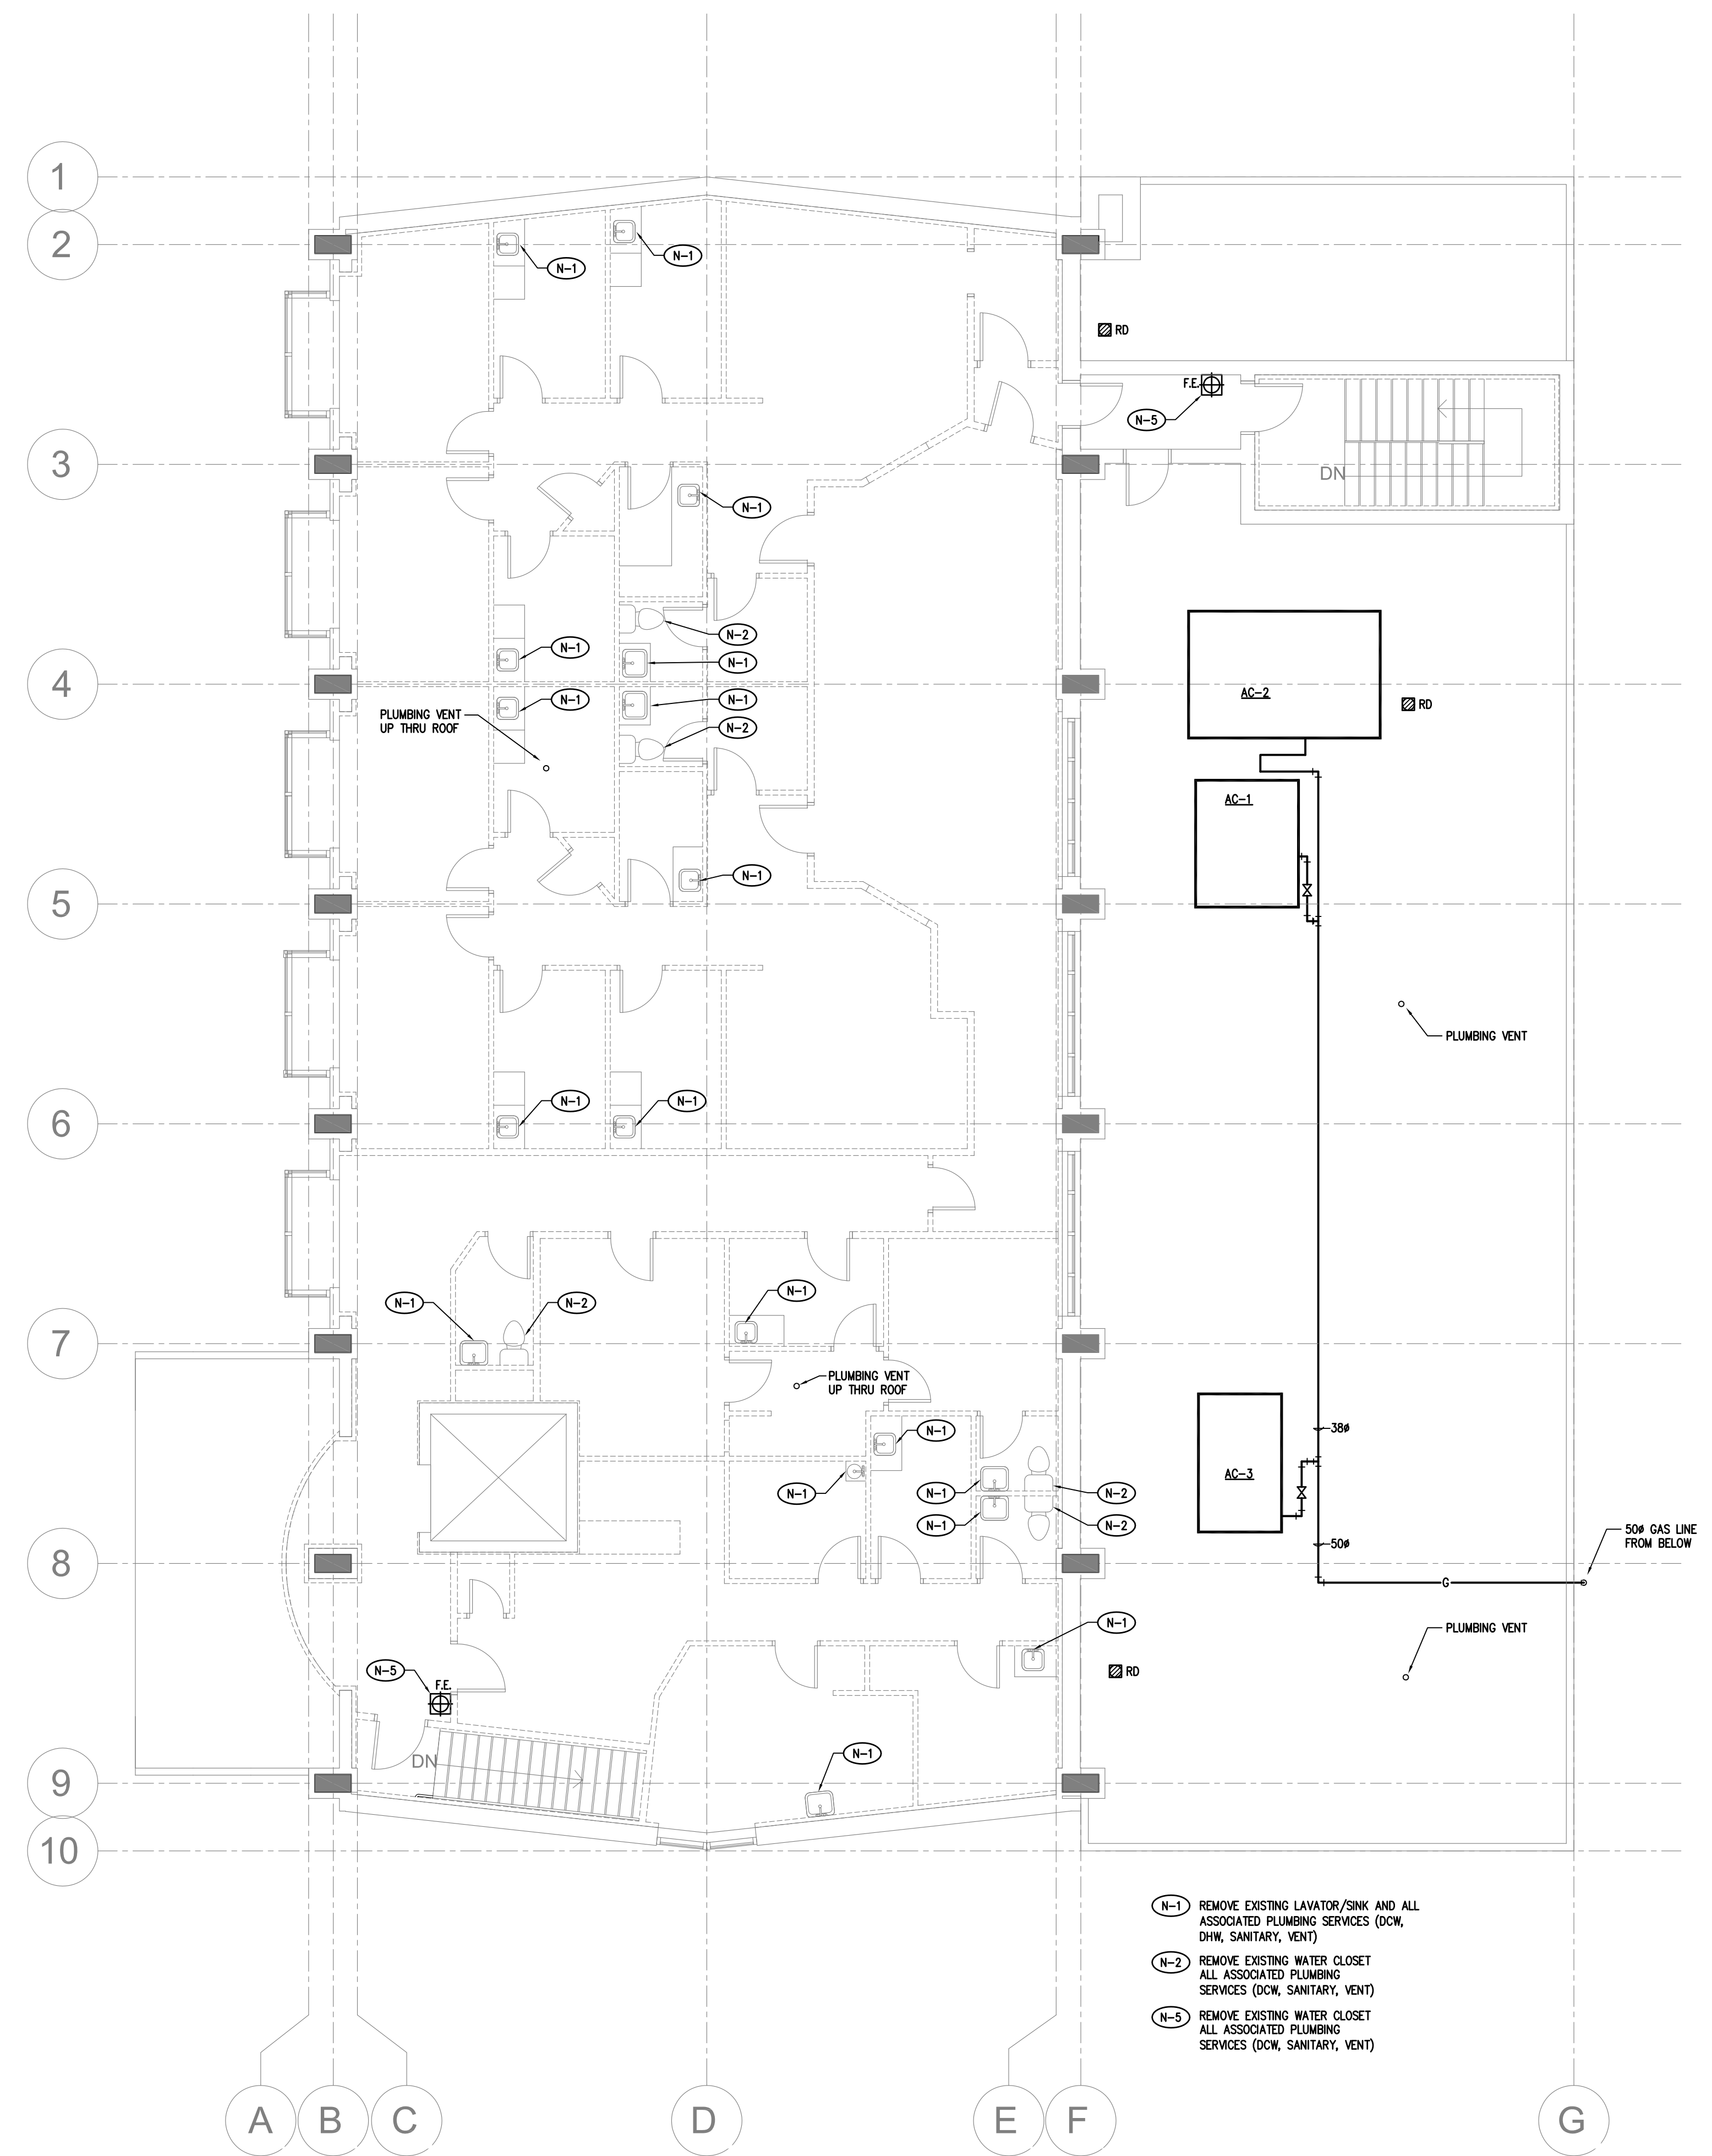 1
2
N-1
N-1
RD
F.E.
N-5
3
DN
N-1
N-2
N-1
N-1
4
N-1
N-1
N-2
PLUMBING VENT
UP THRU ROOF
AC-2
RD
AC-1
N-1
5
PLUMBING VENT
N-1
N-1
6
N-1
N-2
N-1
7
PLUMBING VENT
UP THRU ROOF
N-1
N-1
N-1
N-2
N-1
N-2
38ø
AC-3
50ø
50ø GAS LINE
FROM BELOW
8
G
N-1
PLUMBING VENT
N-5
F.E.
RD
N-1
DN
9
10
N-1 REMOVE EXISTING LAVATOR/SINK AND ALL
ASSOCIATED PLUMBING SERVICES (DCW,
DHW, SANITARY, VENT)
N-2 REMOVE EXISTING WATER CLOSET
ALL ASSOCIATED PLUMBING
SERVICES (DCW, SANITARY, VENT)
N-5 REMOVE EXISTING WATER CLOSET
ALL ASSOCIATED PLUMBING
SERVICES (DCW, SANITARY, VENT)
A B C D E F G